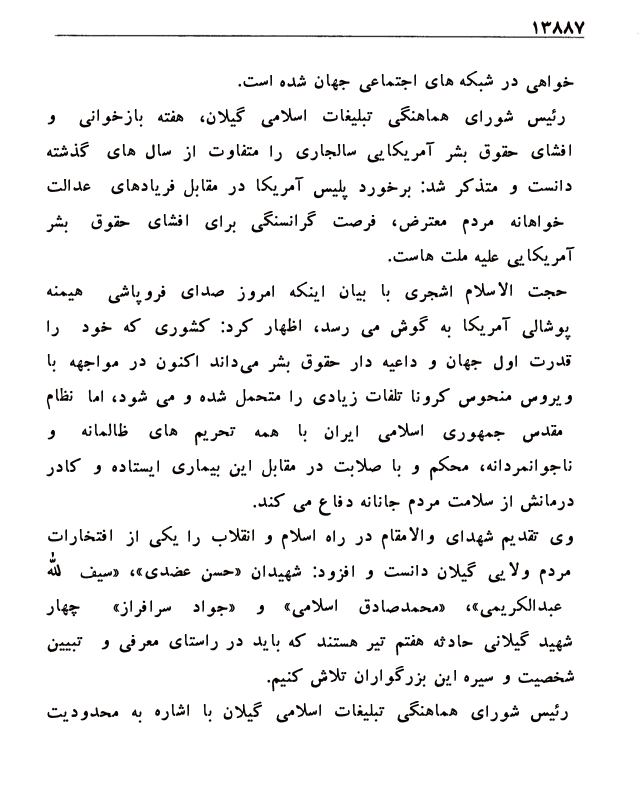 ۱۳۸۸۷
خواهی در شبکه های اجتماعی جهان شده است.
رئیس شورای هماهنگی تبلیغات اسلامی گیلان، هفته بازخوانی و
افشای حقوق بشر آمریکایی سالجاری را متفاوت از سال های گذشته
دانست و متذکر شد: برخورد پلیس آمریکا در مقابل فریادهای عدالت
خواهانه مردم معترض، فرصت گرانسنگی برای افشای حقوق بشر
آمریکایی علیه ملت هاست.
حجت الاسلام اشجری با بیان اینکه امروز صدای فروپاشی هیمنه
پوشالی آمریکا به گوش می رسد، اظهار کرد: کشوری که خود را
قدرت اول جهان و داعیه دار حقوق بشر می‌داند اکنون در مواجهه با
ویروس منحوس کرونا تلفات زیادی را متحمل شده و می شود، اما نظام
مقدس جمهوری اسلامی ایران با همه تحریم های ظالمانه و
ناجوانمردانه، محکم و با صلابت در مقابل این بیماری ایستاده و کادر
درمانش از سلامت مردم جانانه دفاع می کند.
وی تقدیم شهدای والامقام در راه اسلام و انقلاب را یکی از افتخارات
مردم ولایی گیلان دانست و افزود: شهیدان «حسن عضدی»، «سیف لله
عبدالکریمی»، «محمدصادق اسلامی» و «جواد سرافراز» چهار
شهید گیلانی حادثه هفتم تیر هستند که باید در راستای معرفی و تبیین
شخصیت و سیره این بزرگواران تلاش کنیم.
رئیس شورای هماهنگی تبلیغات اسلامی گیلان با اشاره به محدودیت